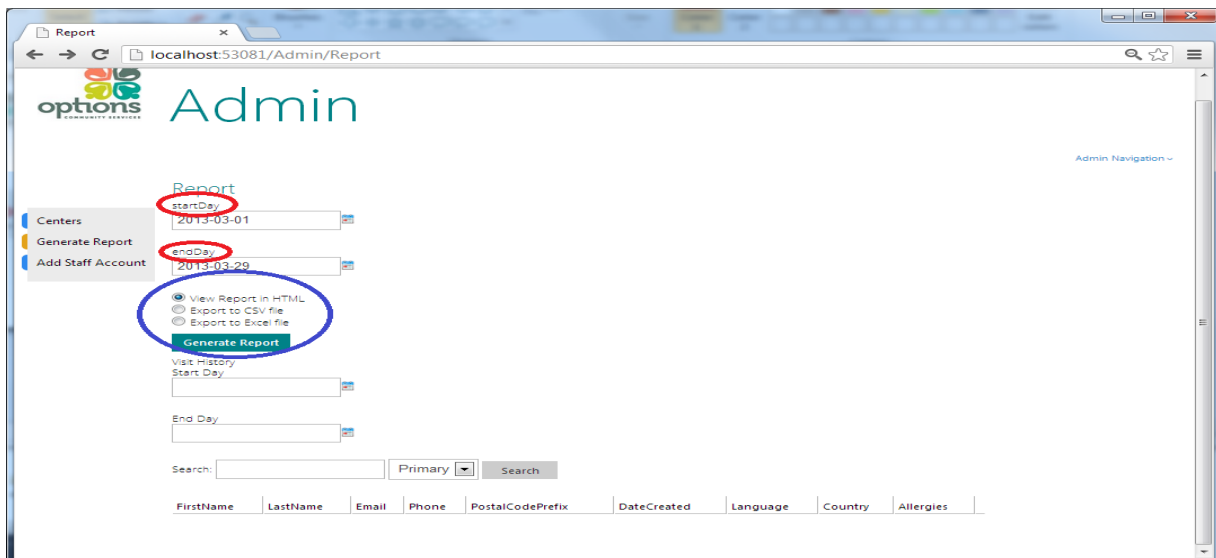 Report
localhost:53081/Admin/Report
options
COMMUNITY SERVICES
Admin
Admin Navigation
Centers
Generate Report
Add Staff Account
Report
startDay
2013-03-01
endDay
2013-03-29
View Report in HTML
Export to CSV file
Export to Excel file
Generate Report
Visit History
Start Day
End Day
Search: Primary Search
FirstName LastName Email Phone PostalCodePrefix DateCreated Language Country Allergies